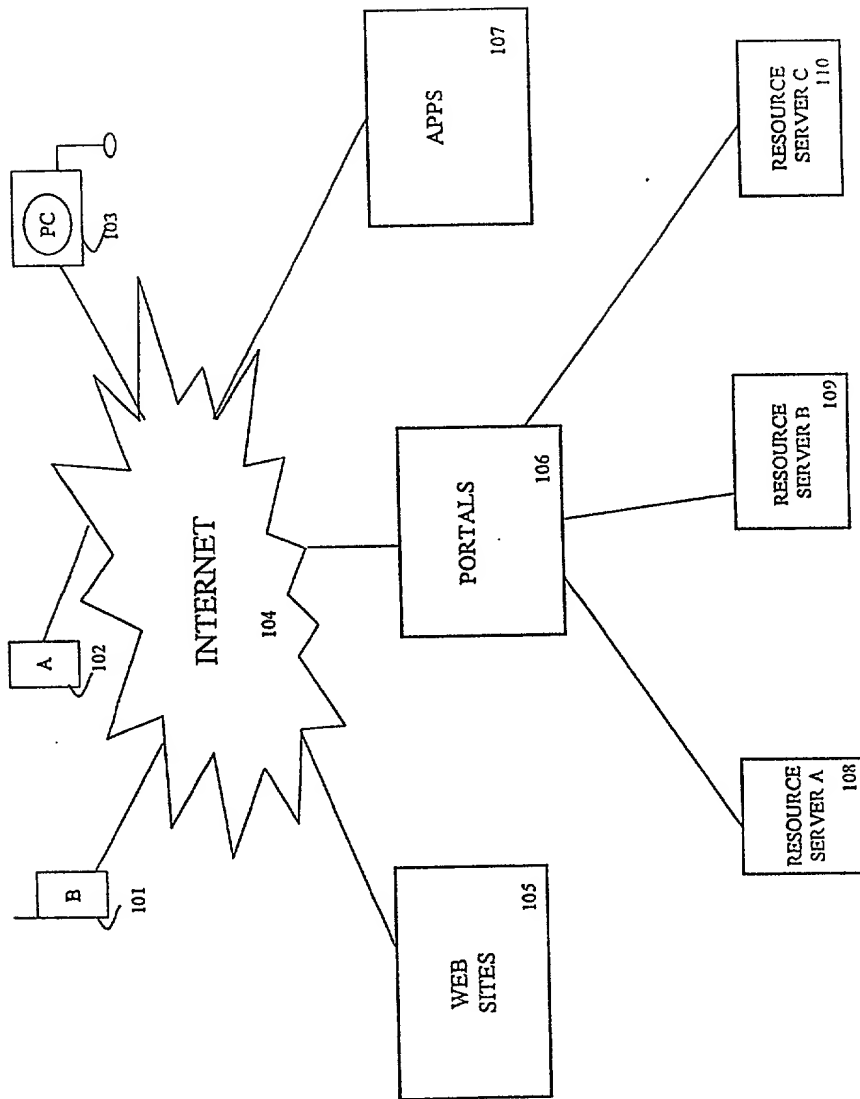 B
101
A
102
PC
103
INTERNET
104
WEB
SITES
105
PORTALS
106
APPS
107
RESOURCE
SERVER A
108
RESOURCE
SERVER B
109
RESOURCE
SERVER C
110